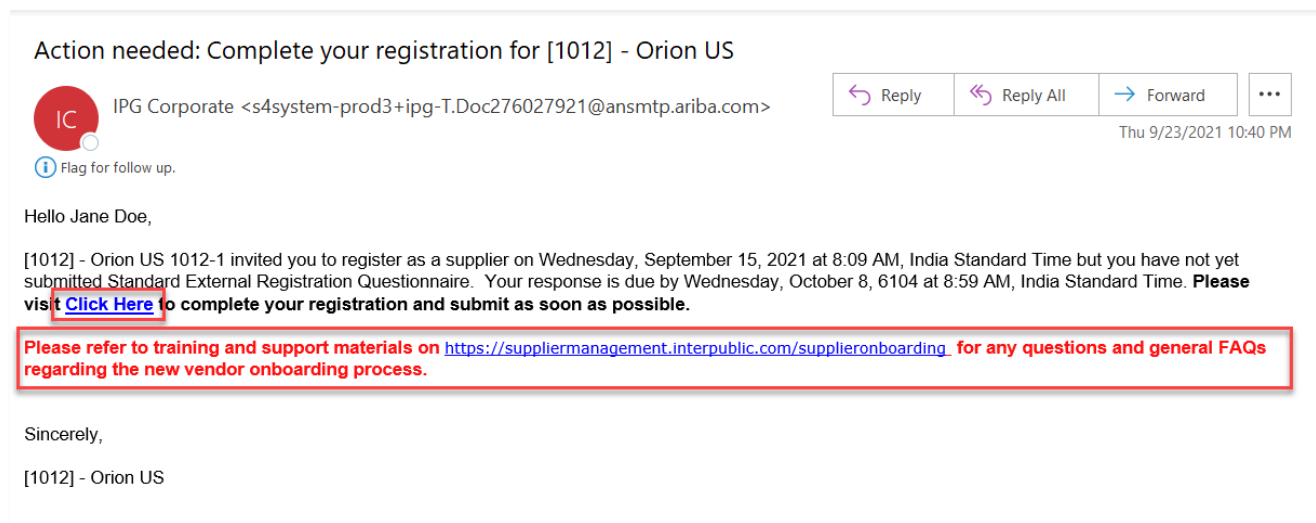 Action needed: Complete your registration for [1012] - Orion US
IC
IPG Corporate <s4system-prod3+ipg-T.Doc276027921@ansmtp.ariba.com>
Reply
Reply All
Forward
...
Thu 9/23/2021 10:40 PM
Flag for follow up.
Hello Jane Doe,
[1012] - Orion US 1012-1 invited you to register as a supplier on Wednesday, September 15, 2021 at 8:09 AM, India Standard Time but you have not yet
submitted Standard External Registration Questionnaire.  Your response is due by Wednesday, October 8, 6104 at 8:59 AM, India Standard Time. Please
visit Click Here to complete your registration and submit as soon as possible.
Please refer to training and support materials on https://suppliermanagement.interpublic.com/supplieronboarding  for any questions and general FAQs
regarding the new vendor onboarding process.
Sincerely,
[1012] - Orion US